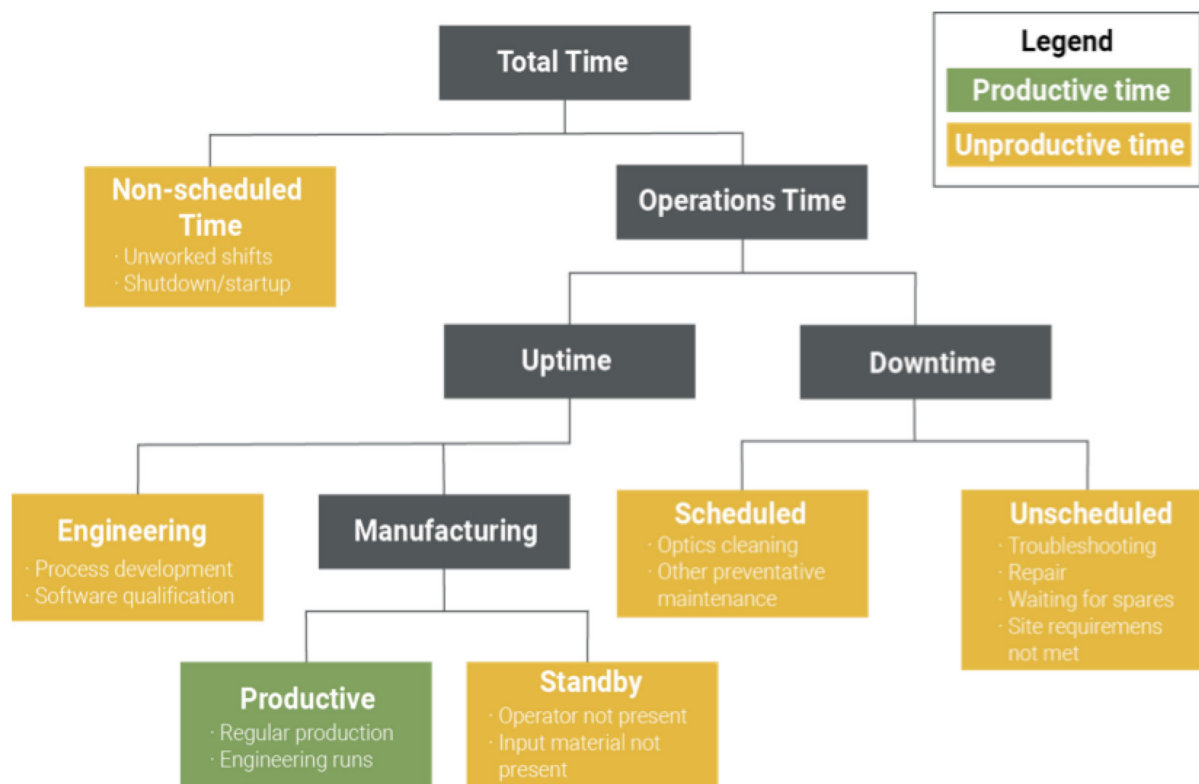 Total Time
Legend
Productive time
Unproductive time
Non-scheduled
Time
· Unworked shifts
· Shutdown/startup
Operations Time
Uptime
Downtime
Engineering
· Process development
· Software qualification
Manufacturing
Scheduled
· Optics cleaning
· Other preventative
maintenance
Unscheduled
· Troubleshooting
· Repair
· Waiting for spares
· Site requiremens
not met
Productive
· Regular production
· Engineering runs
Standby
· Operator not present
· Input material not
present